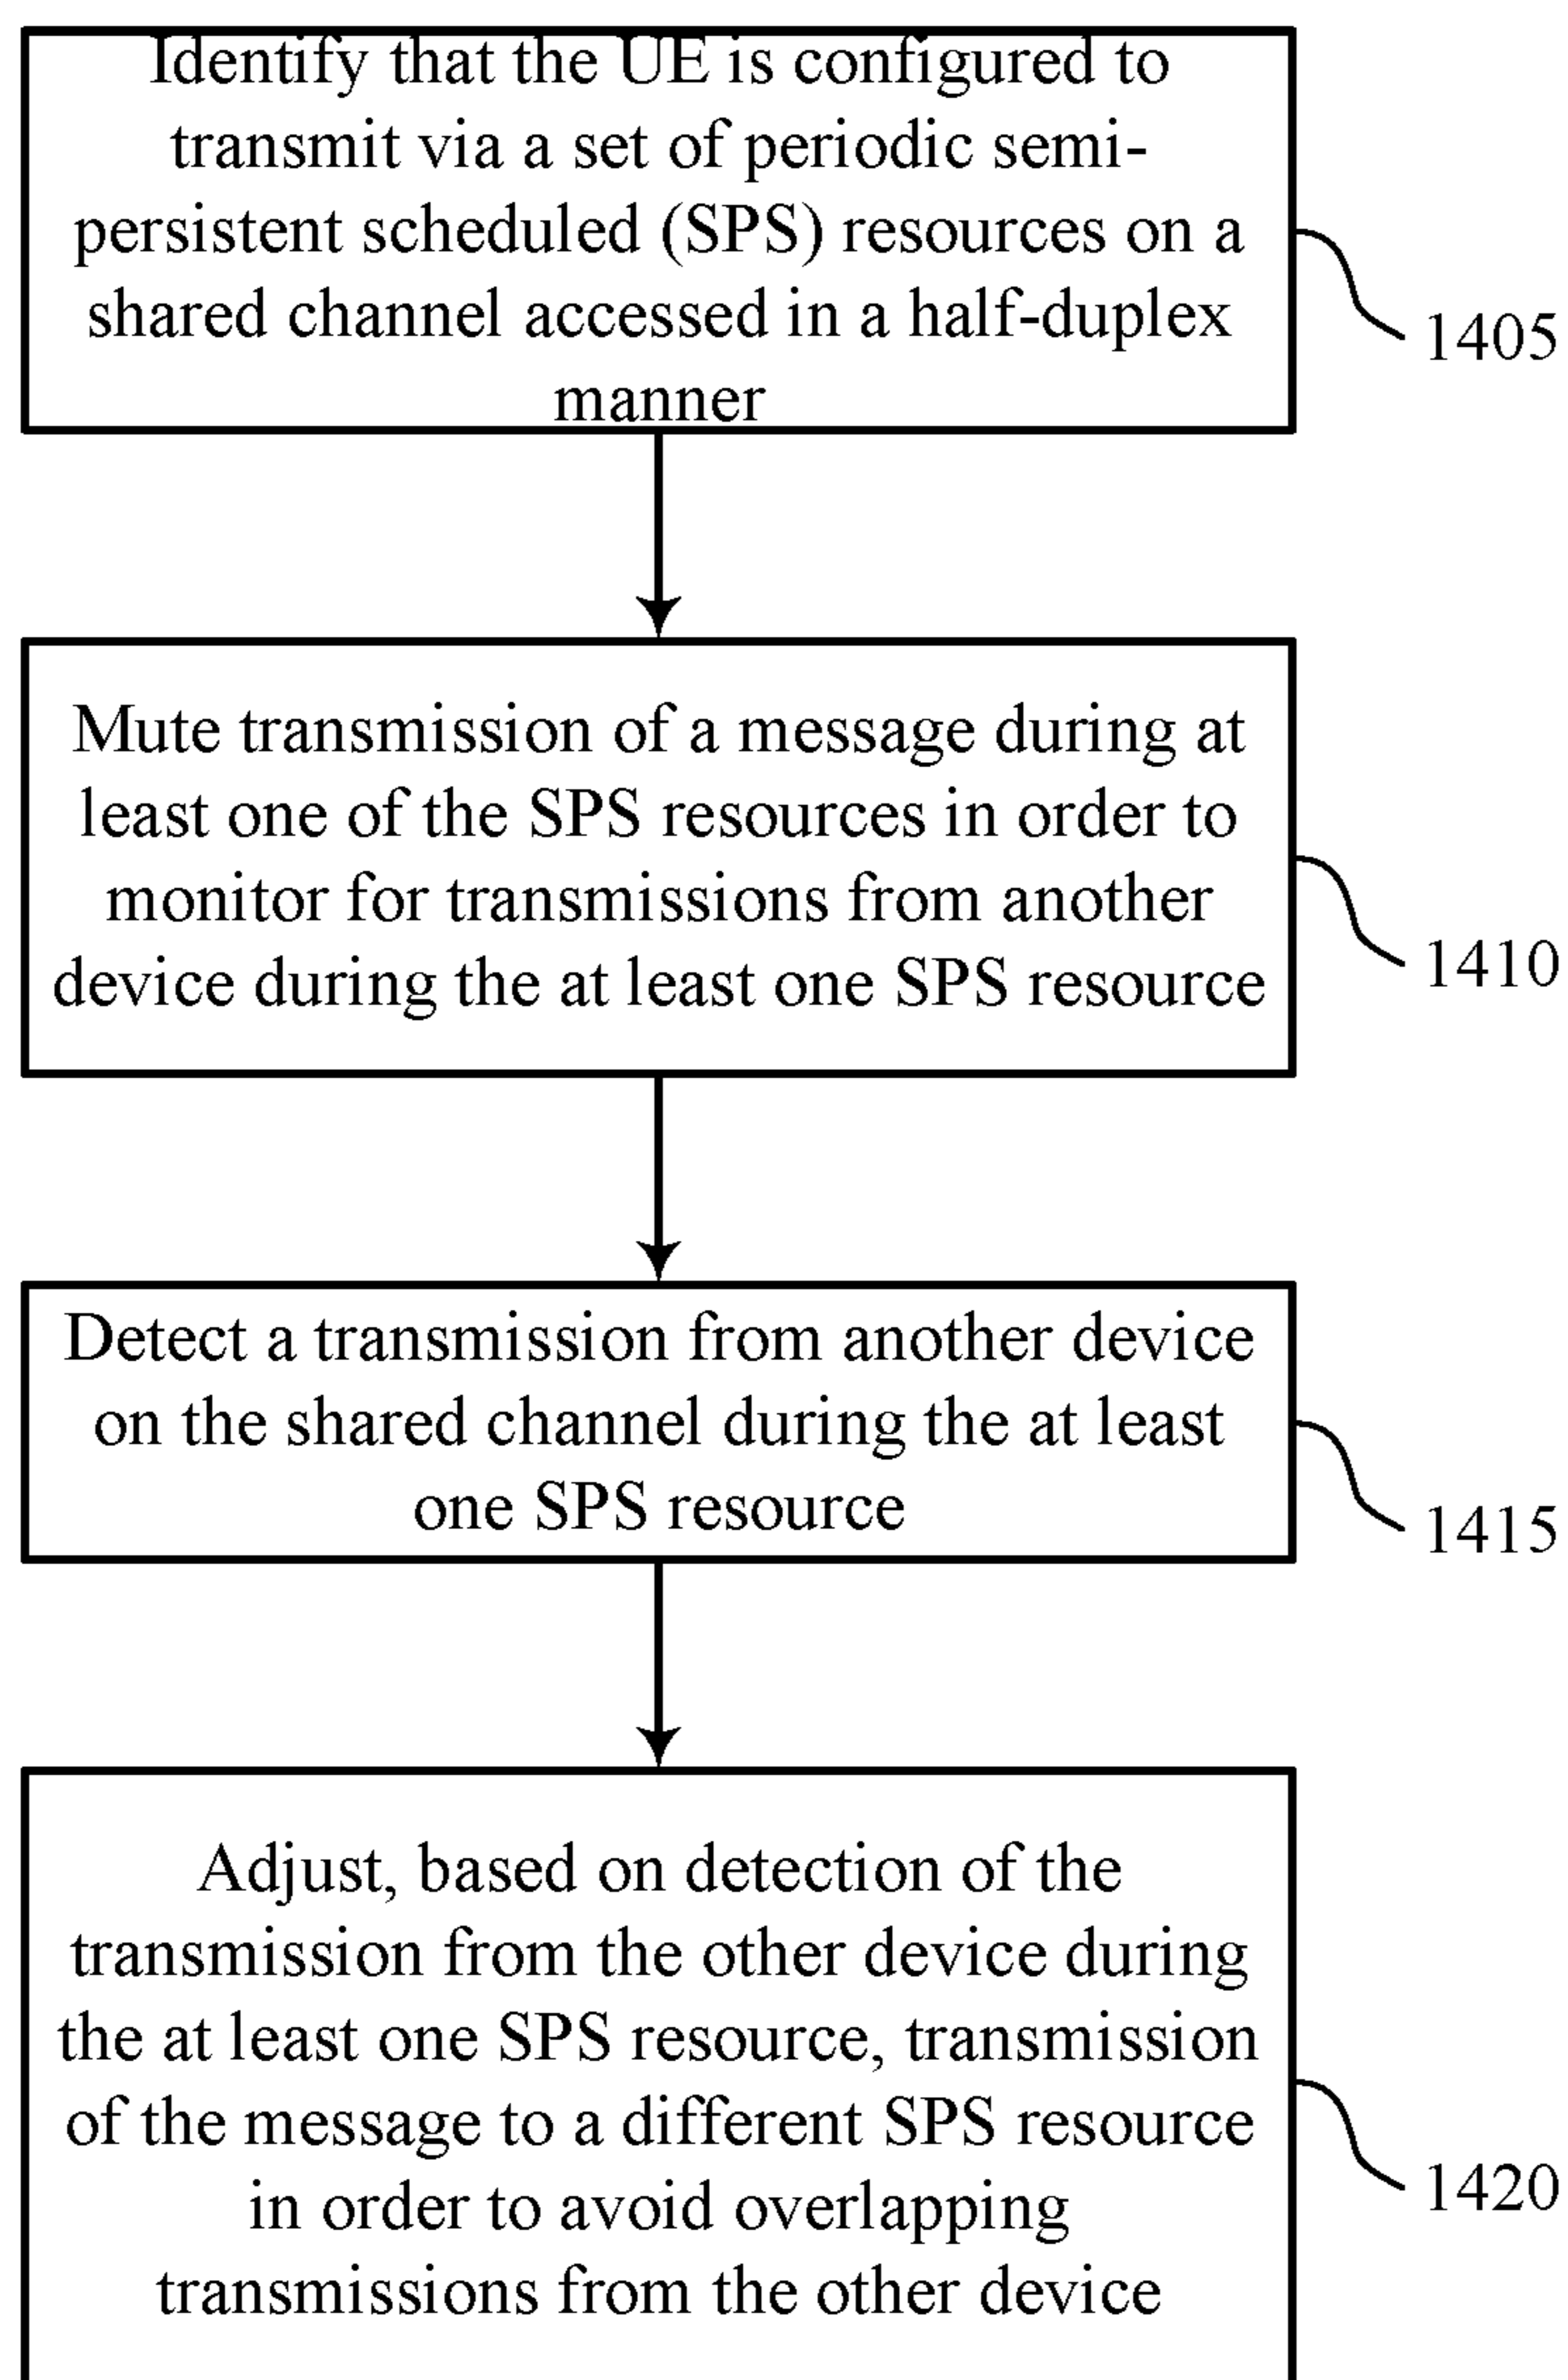 Identify that the UE is configured to
transmit via a set of periodic semi-
persistent scheduled (SPS) resources on a
shared channel accessed in a half-duplex
manner
1405
Mute transmission of a message during at
least one of the SPS resources in order to
monitor for transmissions from another
device during the at least one SPS resource
1410
Detect a transmission from another device
on the shared channel during the at least
one SPS resource
1415
Adjust, based on detection of the
transmission from the other device during
the at least one SPS resource, transmission
of the message to a different SPS resource
in order to avoid overlapping
transmissions from the other device
1420